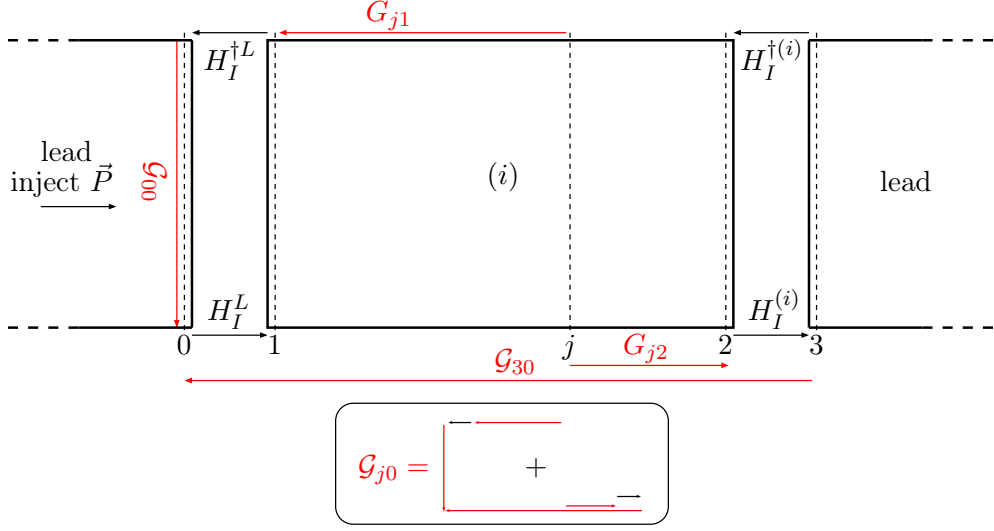 G_{j1}
H_I^{†L} H_I^{†(i)}
lead
inject \vec{P}
𝒢_{00}
(i)
lead
H_I^L H_I^{(i)}
0 1 j G_{j2} 2 3
𝒢_{30}
𝒢_{j0} = +